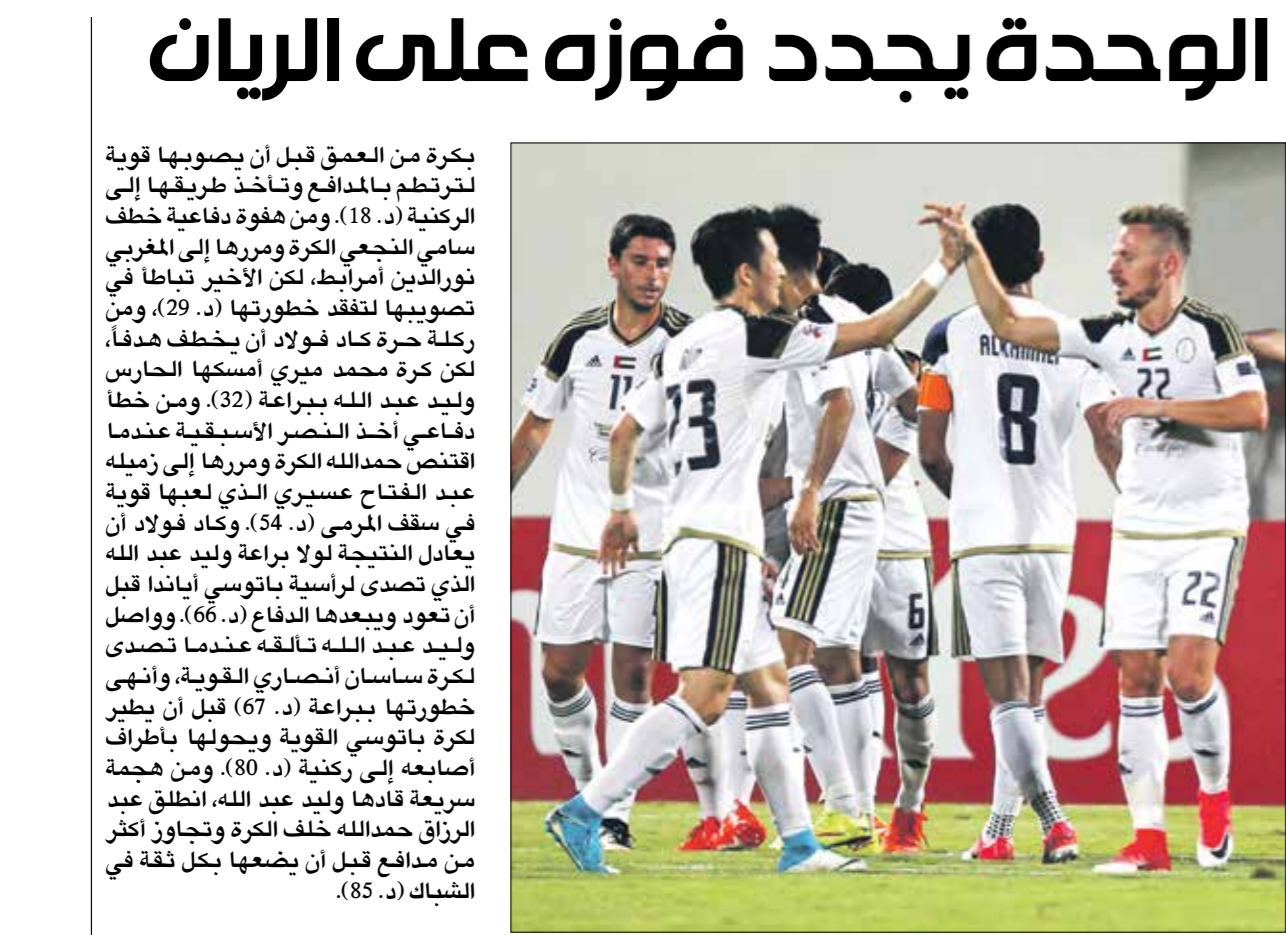 الوحدة يجدد فوزه على الريان
بكرة من العمق قبل أن يصوبها قوية
لترتطم بالمدافع وتأخذ طريقها إلى
الركنية (د. 18). ومن هفوة دفاعية خطف
سامي النجعي الكرة ومررها إلى المغربي
نورالدين أمرابط، لكن الأخير تباطأ في
تصويبها لتفقد خطورتها (د. 29)، ومن
ركلة حرة كاد فولاد أن يخطف هدفاً،
لكن كرة محمد ميري أمسكها الحارس
وليد عبد الله ببراعة (32). ومن خطأ
دفاعي أخذ النصر الأسبقية عندما
اقتنص حمدالله الكرة ومررها إلى زميله
عبد الفتاح عسيري الذي لعبها قوية
في سقف المرمى (د. 54). وكاد فولاد أن
يعادل النتيجة لولا براعة وليد عبد الله
الذي تصدى لرأسية باتوسي أياندا قبل
أن تعود ويبعدها الدفاع (د. 66). وواصل
وليد عبد الله تألقه عندما تصدى
لكرة ساسان أنصاري القوية، وأنهى
خطورتها ببراعة (د. 67) قبل أن يطير
لكرة باتوسي القوية ويحولها بأطراف
أصابعه إلى ركنية (د. 80). ومن هجمة
سريعة قادها وليد عبد الله، انطلق عبد
الرزاق حمدالله خلف الكرة وتجاوز أكثر
من مدافع قبل أن يضعها بكل ثقة في
الشباك (د. 85).
11
23
8
22
6
22